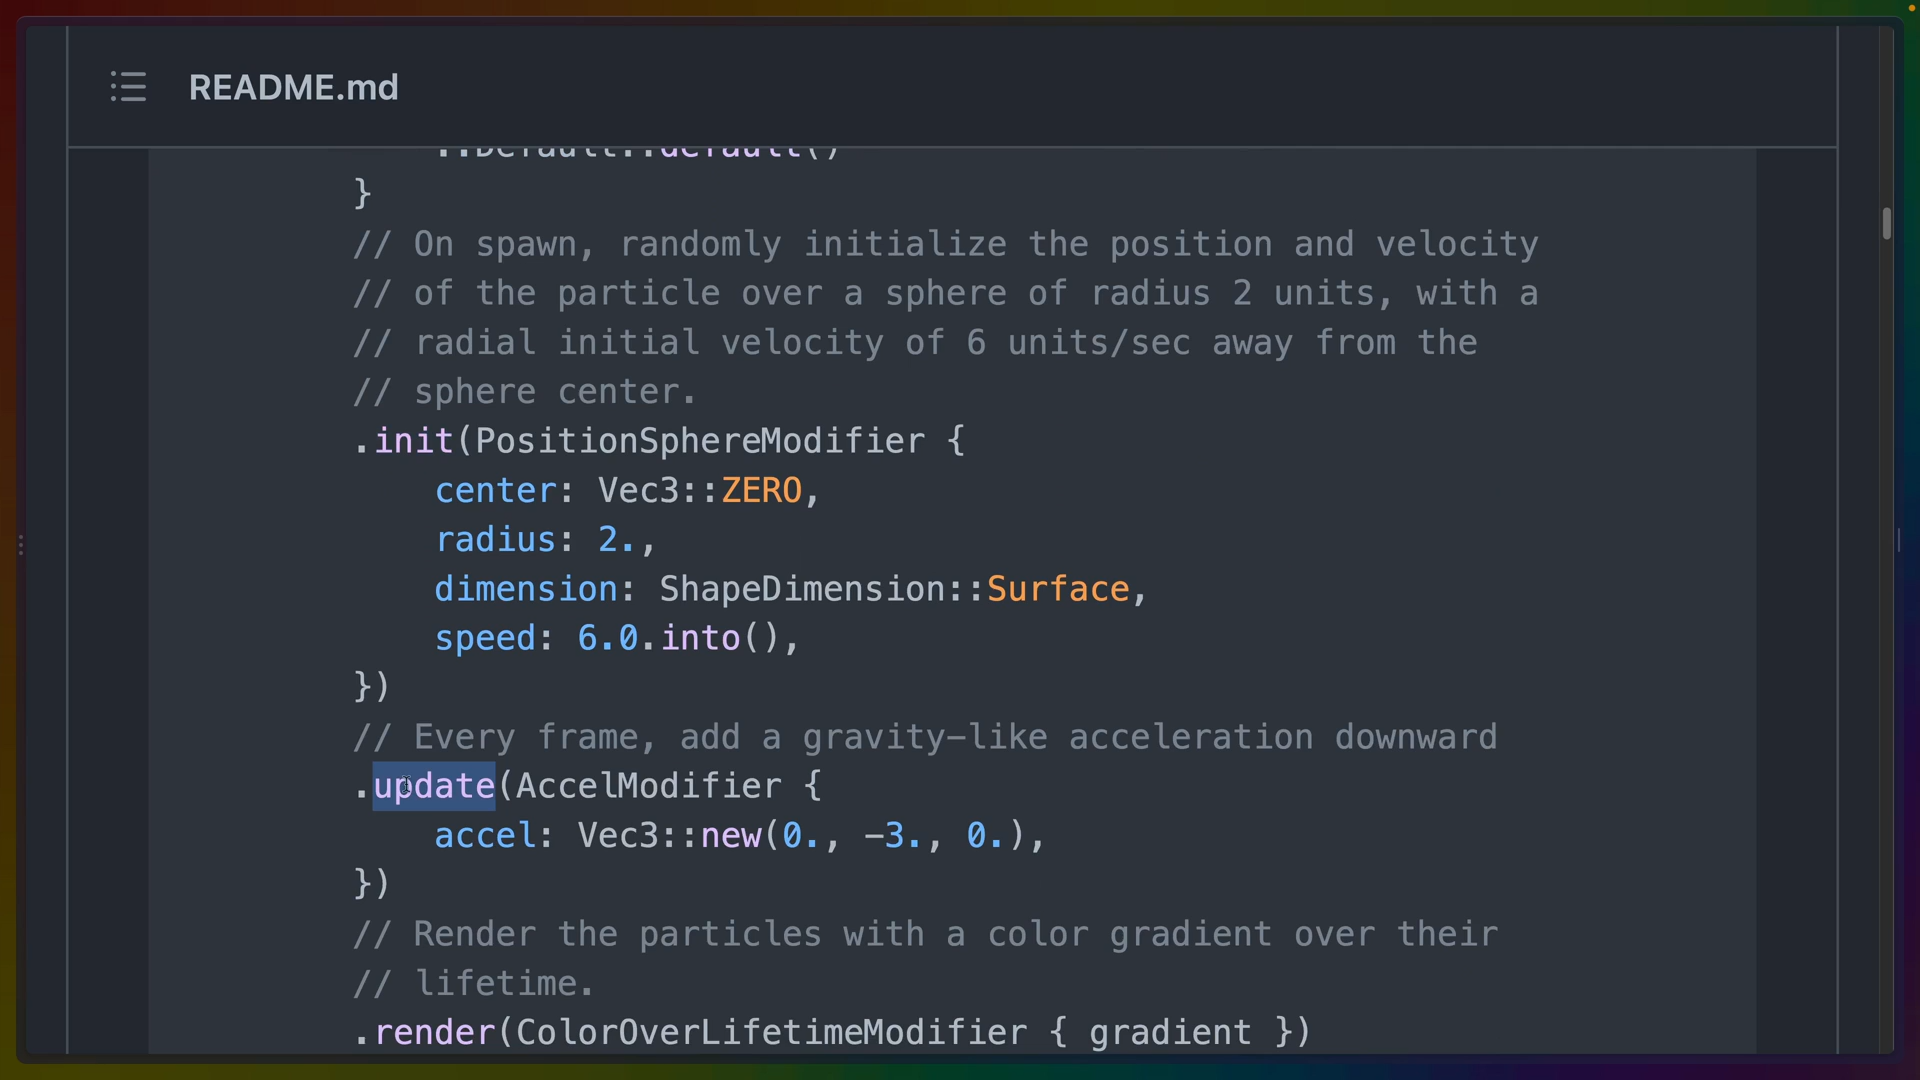 README.md
..Default::default()
}
// On spawn, randomly initialize the position and velocity
// of the particle over a sphere of radius 2 units, with a
// radial initial velocity of 6 units/sec away from the
// sphere center.
.init(PositionSphereModifier {
center: Vec3::ZERO,
radius: 2.,
dimension: ShapeDimension::Surface,
speed: 6.0.into(),
})
// Every frame, add a gravity-like acceleration downward
.update(AccelModifier {
accel: Vec3::new(0., -3., 0.),
})
// Render the particles with a color gradient over their
// lifetime.
.render(ColorOverLifetimeModifier { gradient })